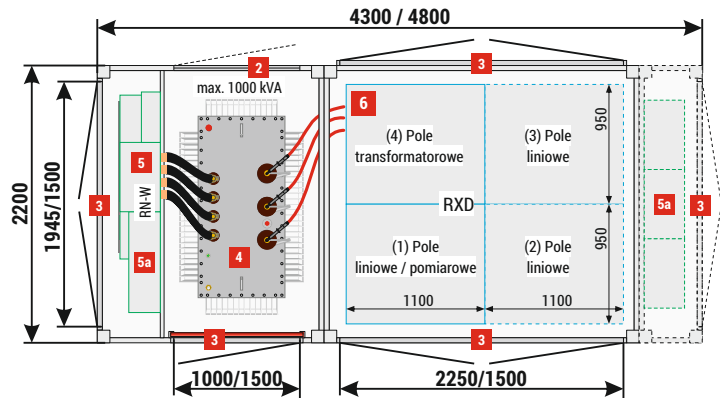 4300 / 4800
2
3
max. 1000 kVA
6
(4) Pole
transformatorowe
(3) Pole
liniowe
950
2200
1945/1500
3
5
RN-W
5a
4
RXD
5a
3
(1) Pole
liniowe / pomiarowe
(2) Pole
liniowe
950
1100
1100
3
3
1000/1500
2250/1500